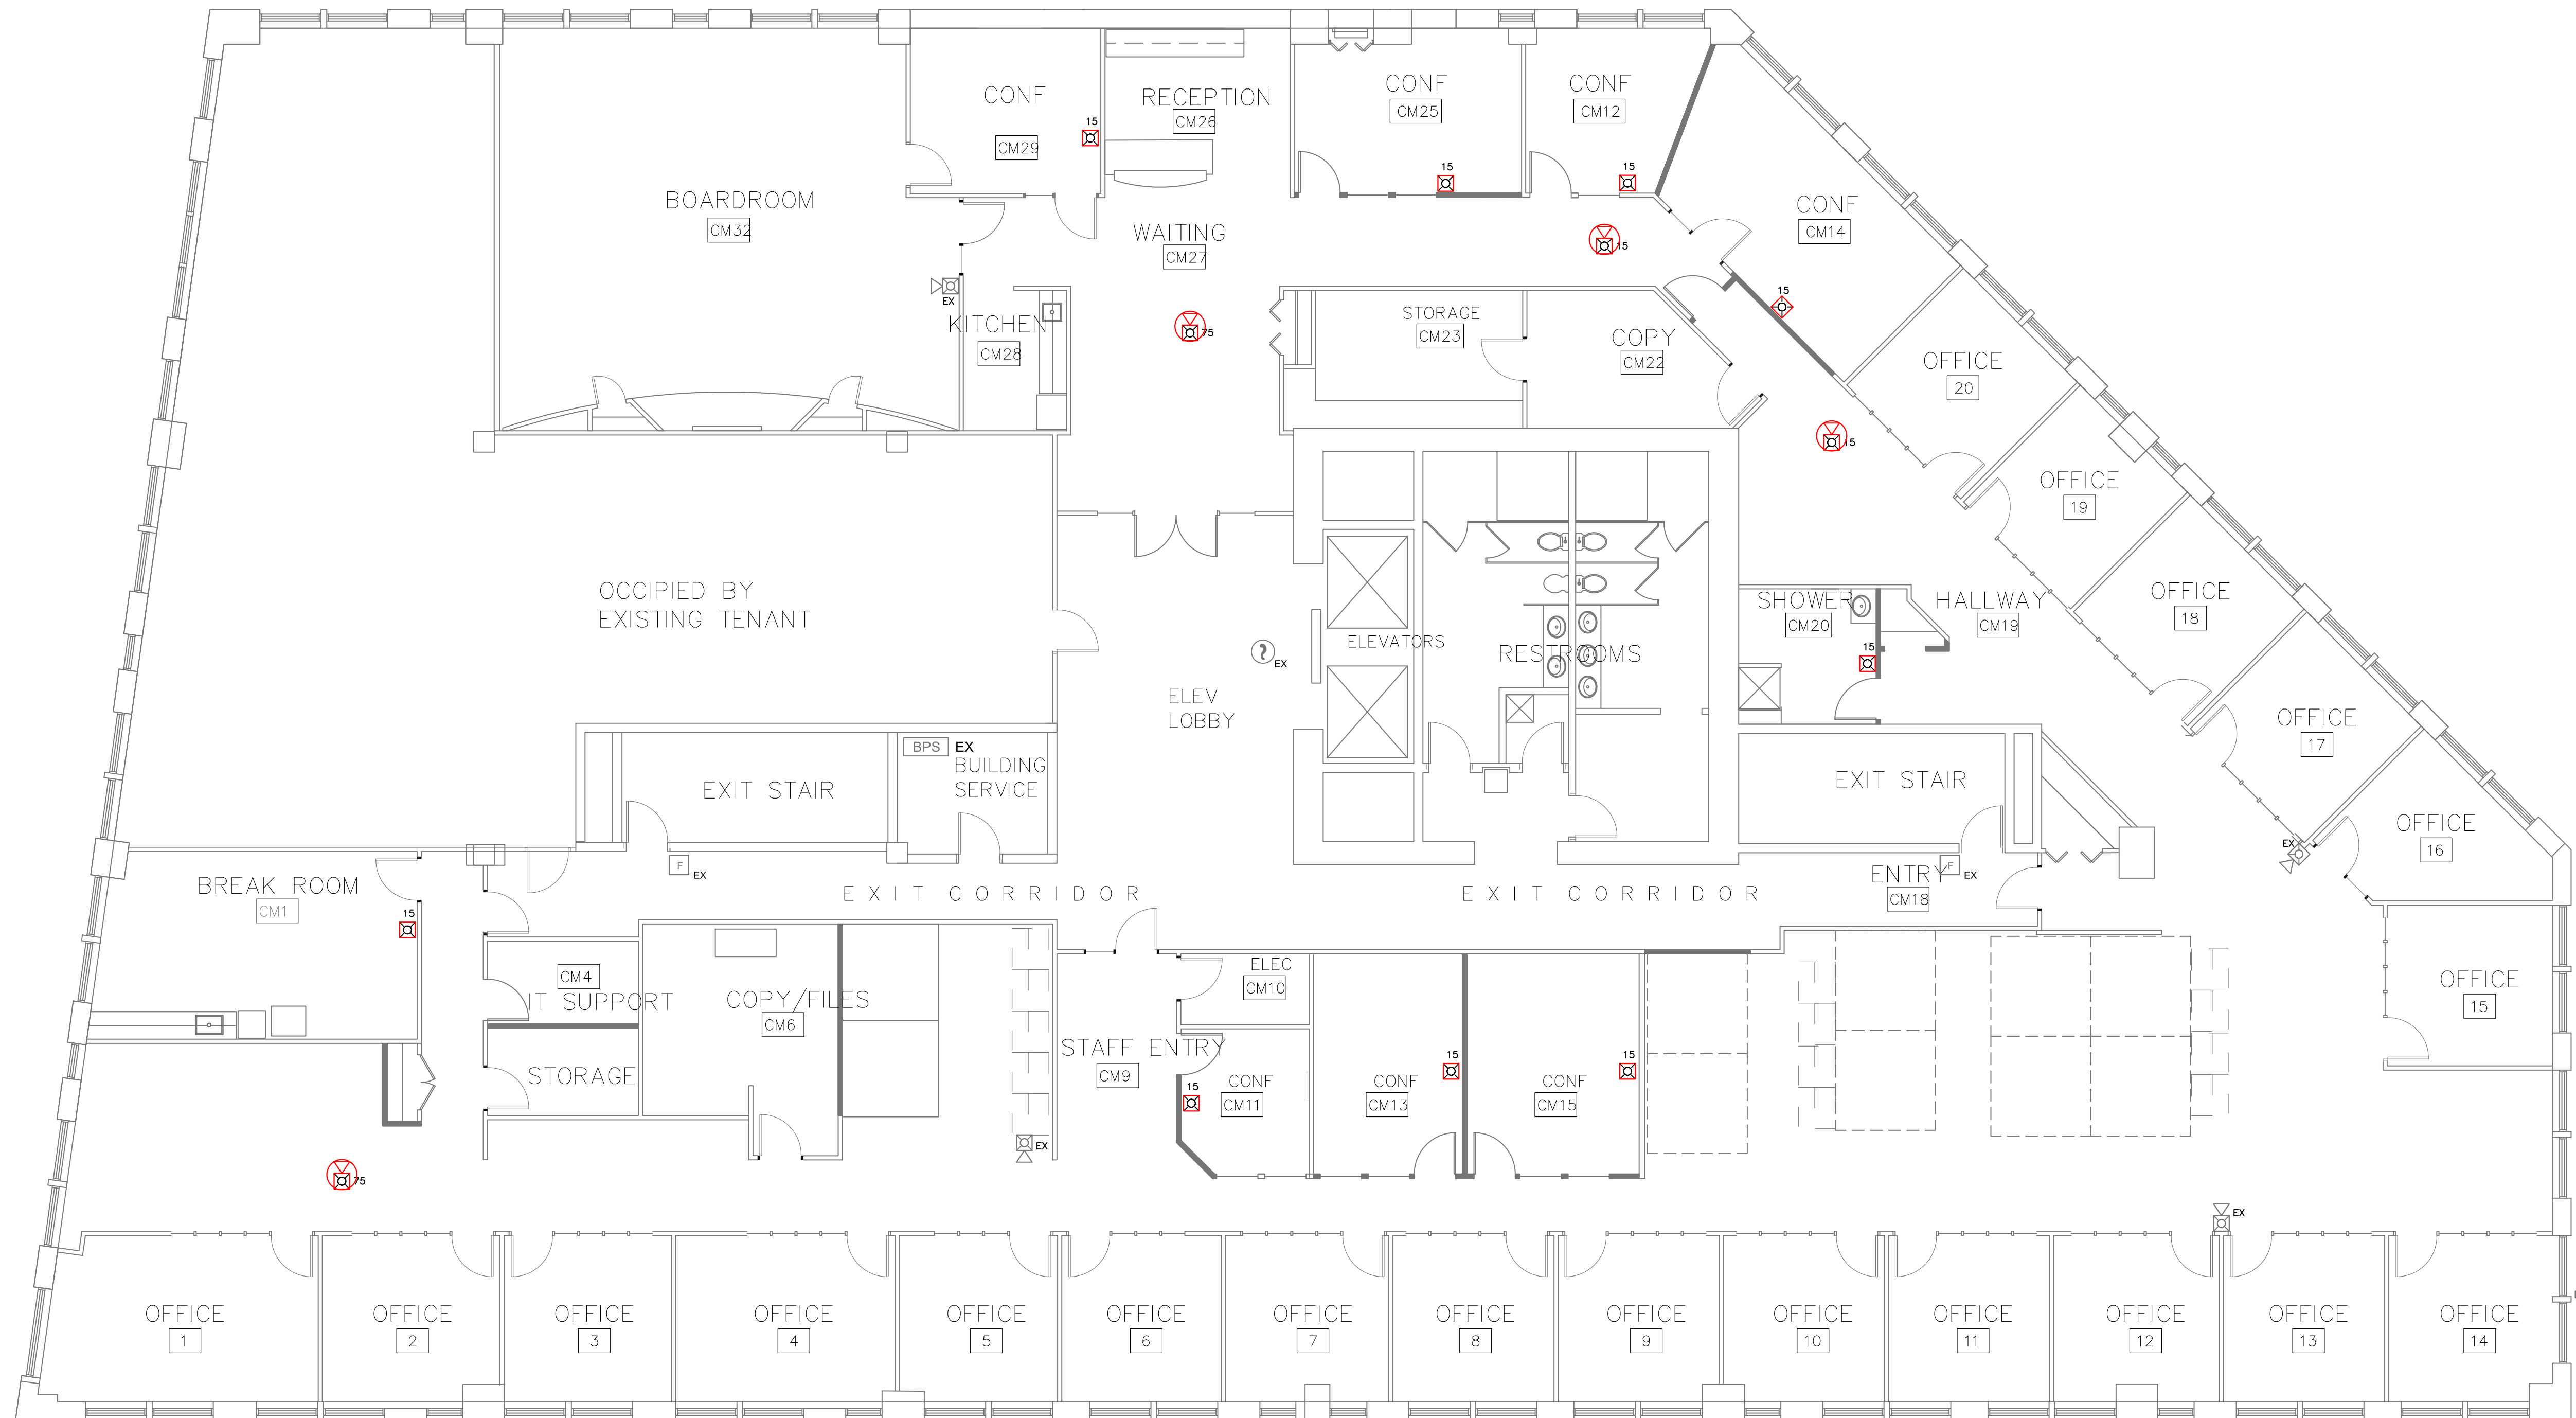 CONF
CM29
15
RECEPTION
CM26
CONF
CM25
15
CONF
CM12
15
BOARDROOM
CM32
WAITING
CM27
15
CONF
CM14
15
EX
KITCHEN
CM28
75
STORAGE
CM23
COPY
CM22
OFFICE
20
15
OFFICE
19
OCCIPIED BY
EXISTING TENANT
ELEVATORS
RESTROOMS
EX
ELEV
LOBBY
SHOWER
CM20
15
HALLWAY
CM19
OFFICE
18
OFFICE
17
BPS EX
BUILDING
SERVICE
EXIT STAIR
EXIT STAIR
OFFICE
16
EX
F
EX
F
EX
BREAK ROOM
CM1
15
EXIT CORRIDOR
EXIT CORRIDOR
ENTRY
CM18
CM4
IT SUPPORT
COPY/FILES
CM6
ELEC
CM10
OFFICE
15
STORAGE
STAFF ENTRY
CM9
15
CONF
CM11
15
CONF
CM13
15
CONF
CM15
EX
75
EX
OFFICE
1
OFFICE
2
OFFICE
3
OFFICE
4
OFFICE
5
OFFICE
6
OFFICE
7
OFFICE
8
OFFICE
9
OFFICE
10
OFFICE
11
OFFICE
12
OFFICE
13
OFFICE
14